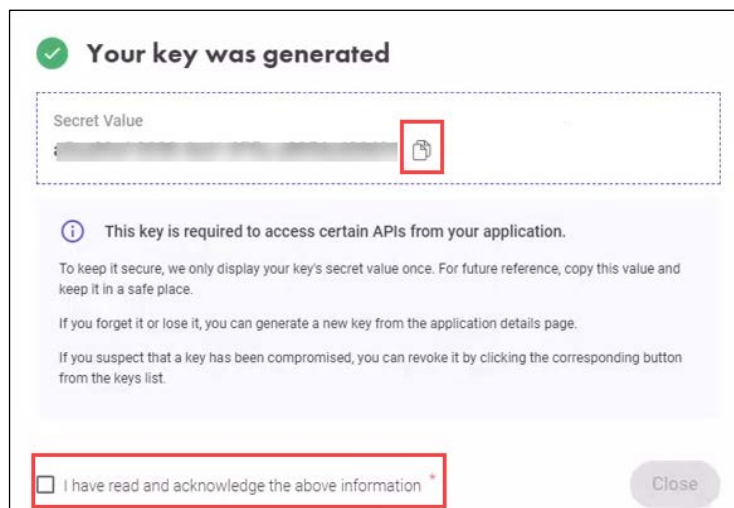 Your key was generated
Secret Value
This key is required to access certain APIs from your application.
To keep it secure, we only display your key's secret value once. For future reference, copy this value and
keep it in a safe place.
If you forget it or lose it, you can generate a new key from the application details page.
If you suspect that a key has been compromised, you can revoke it by clicking the corresponding button
from the keys list.
I have read and acknowledge the above information *
Close